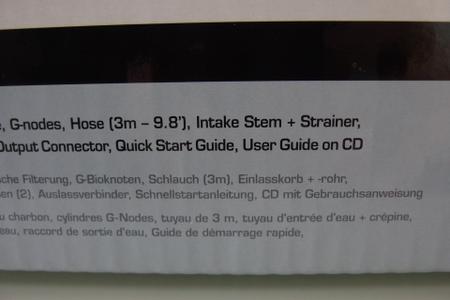 , G-nodes, Hose (3m – 9.8'), Intake Stem + Strainer,
Output Connector, Quick Start Guide, User Guide on CD
che Filterung, G-Bioknoten, Schlauch (3m), Einlasskorb + -rohr,
en (2), Auslassverbinder, Schnellstartanleitung, CD mit Gebrauchsanweisung
u charbon, cylindres G-Nodes, tuyau de 3 m, tuyau d'entrée d'eau + crépine,
eau, raccord de sortie d'eau, Guide de démarrage rapide,